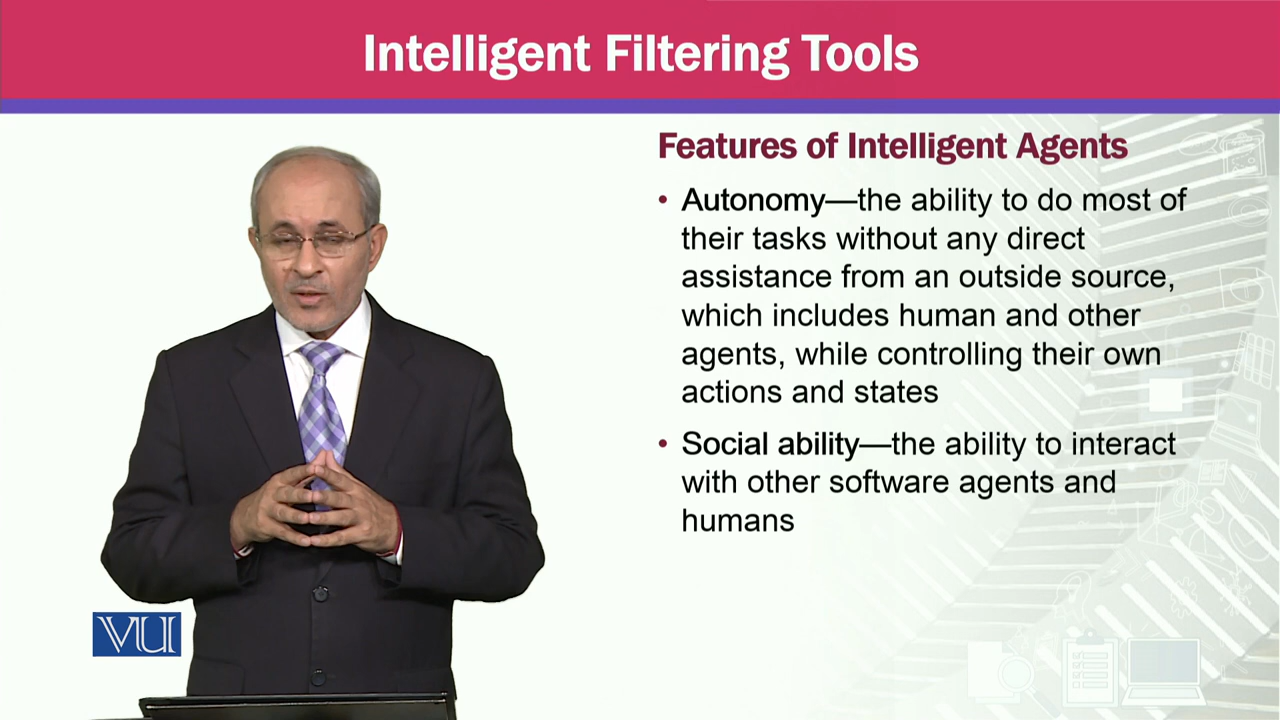 Intelligent Filtering Tools
Features of Intelligent Agents
• Autonomy—the ability to do most of
their tasks without any direct
assistance from an outside source,
which includes human and other
agents, while controlling their own
actions and states
• Social ability—the ability to interact
with other software agents and
humans
VU